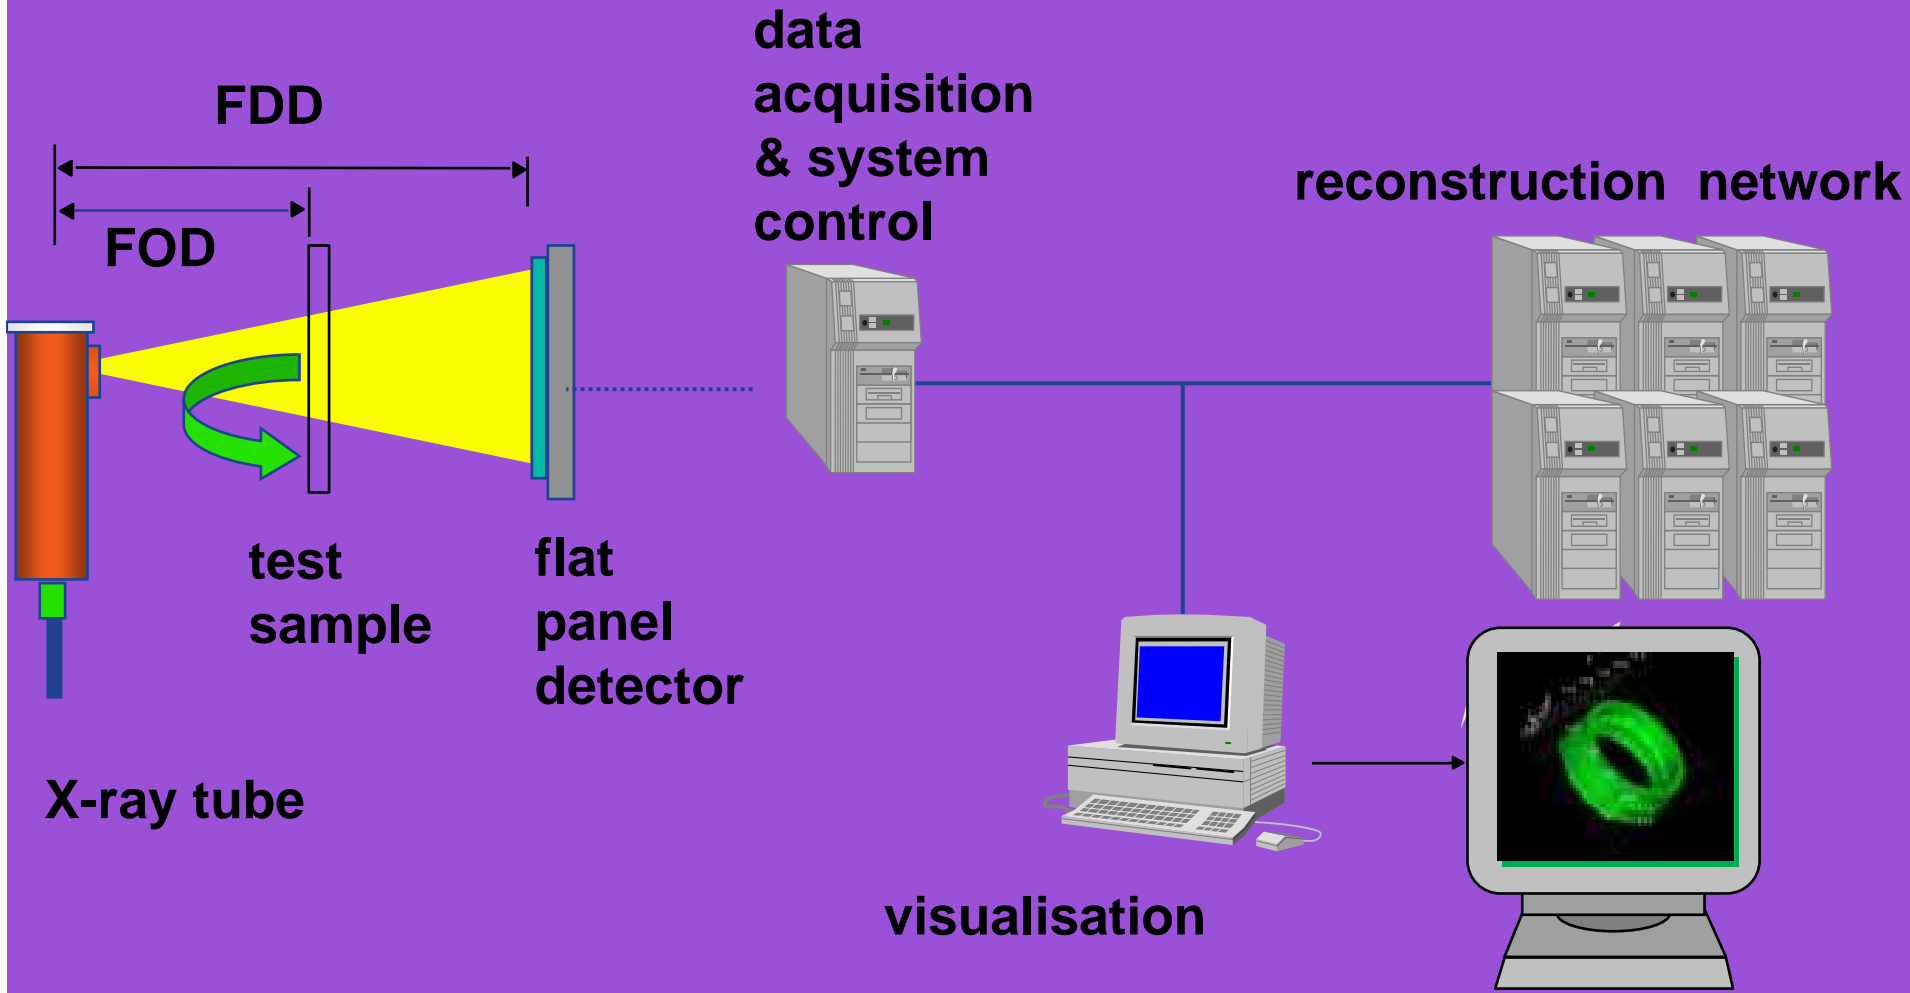 FDD
FOD
data
acquisition
& system
control
reconstruction network
test
sample
flat
panel
detector
X-ray tube
visualisation